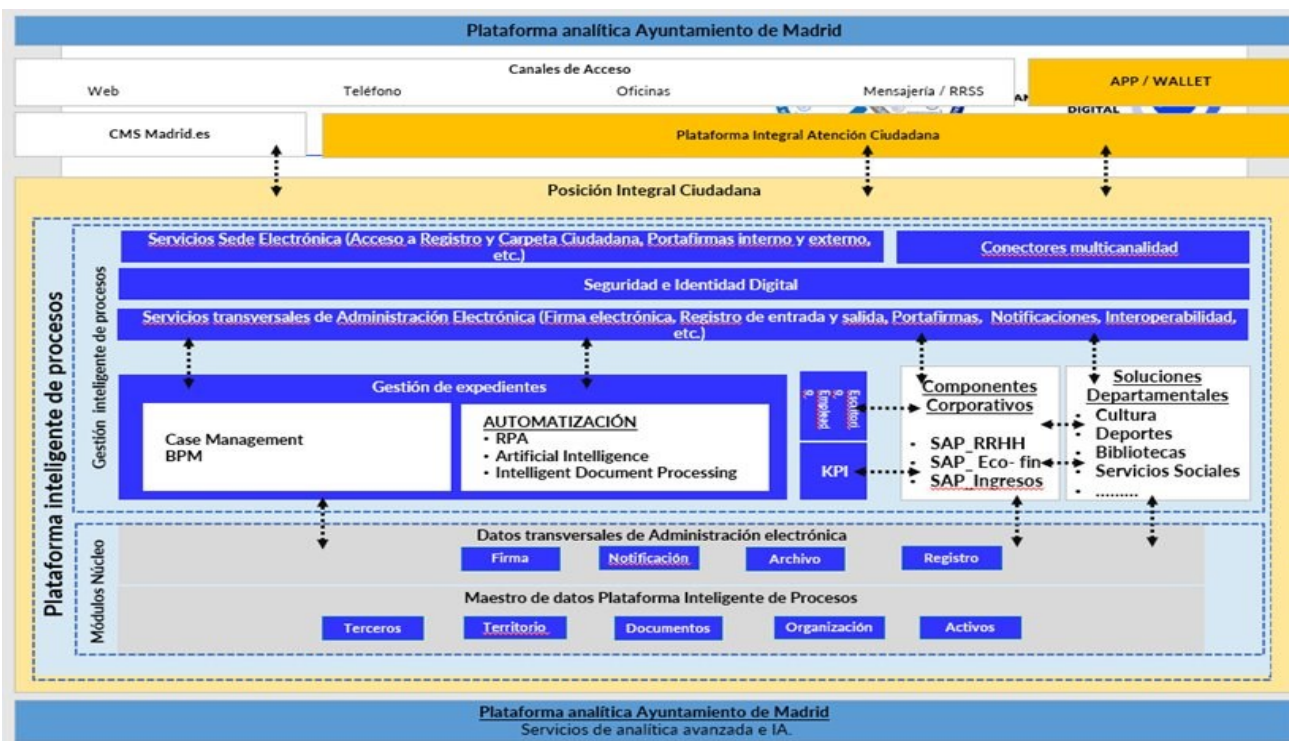 Plataforma analítica Ayuntamiento de Madrid
Canales de Acceso
Web
Teléfono
Oficinas
Mensajería / RRSS
APP / WALLET
AN
DIGITAL
CMS Madrid.es
Plataforma Integral Atención Ciudadana
Posición Integral Ciudadana
Plataforma inteligente de procesos
Gestión inteligente de procesos
Servicios Sede Electrónica (Acceso a Registro y Carpeta Ciudadana, Portafirmas interno y externo,
etc.)
Conectores multicanalidad
Seguridad e Identidad Digital
Servicios transversales de Administración Electrónica (Firma electrónica, Registro de entrada y salida, Portafirmas, Notificaciones, Interoperabilidad,
etc.)
Gestión de expedientes
Case Management
BPM
AUTOMATIZACIÓN
• RPA
• Artificial Intelligence
• Intelligent Document Processing
Escritori
o
Emplead
o
KPI
Componentes
Corporativos
• SAP_RRHH
• SAP_ Eco- fin
• SAP_Ingresos
Soluciones
Departamentales
• Cultura
• Deportes
• Bibliotecas
• Servicios Sociales
• .........
Módulos Núcleo
Datos transversales de Administración electrónica
Firma
Notificación
Archivo
Registro
Maestro de datos Plataforma Inteligente de Procesos
Terceros
Territorio
Documentos
Organización
Activos
Plataforma analítica Ayuntamiento de Madrid
Servicios de analítica avanzada e IA.